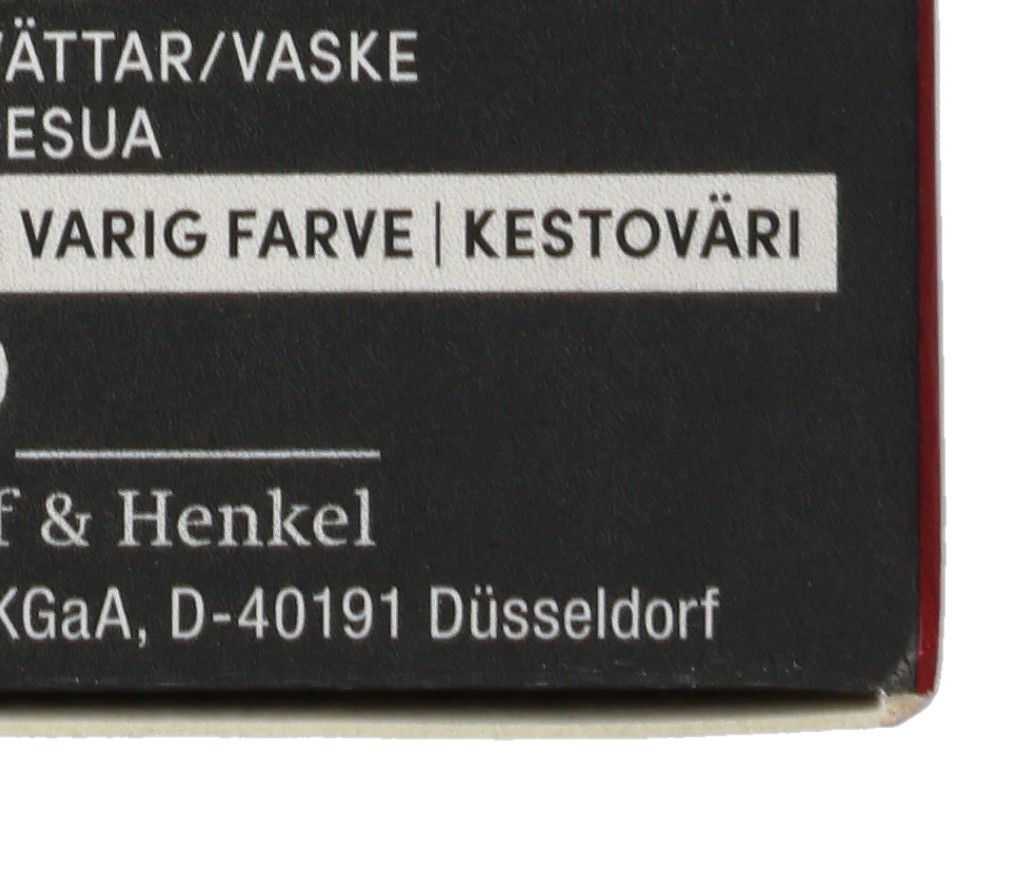 VÄTTAR/VASKE
ESUA
VARIG FARVE | KESTOVÄRI
f & Henkel
KGaA, D-40191 Düsseldorf